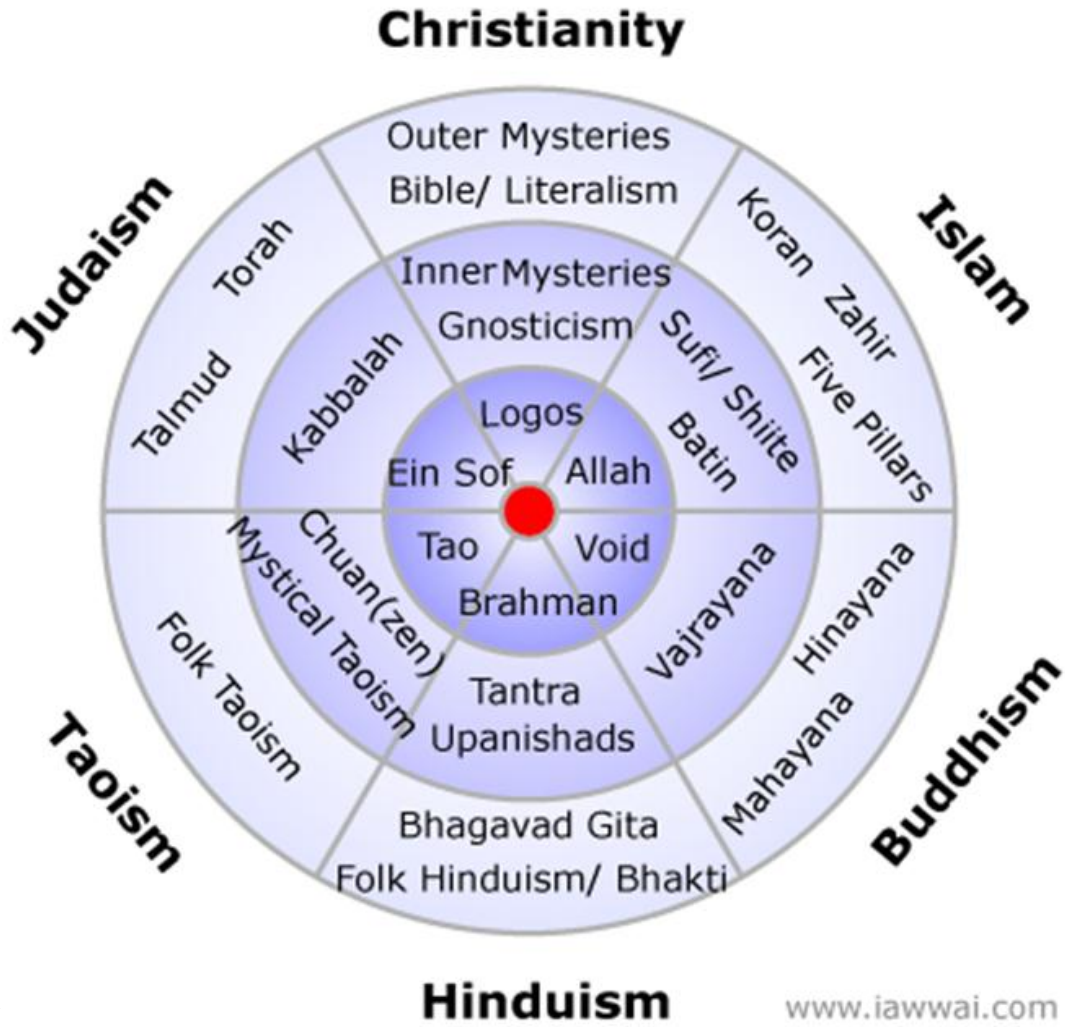 Christianity
Outer Mysteries
Bible/ Literalism
Inner Mysteries
Gnosticism
Logos
Islam
Koran
Zahir
Five Pillars
Sufi/ Shiite
Batin
Allah
Buddhism
Hinayana
Mahayana
Vajrayana
Void
Hinduism
Bhagavad Gita
Folk Hinduism/ Bhakti
Tantra
Upanishads
Brahman
Taoism
Folk Taoism
Mystical Taoism
Chuan(zen)
Tao
Judaism
Torah
Talmud
Kabbalah
Ein Sof
www.iawwai.com